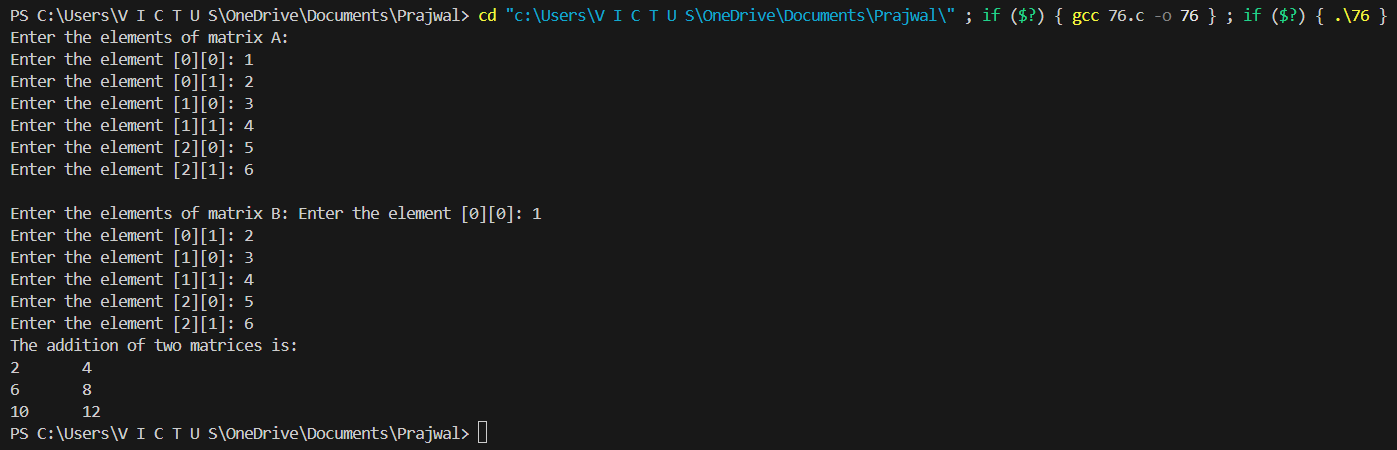 PS C:\Users\V I C T U S\OneDrive\Documents\Prajwal> cd "c:\Users\V I C T U S\OneDrive\Documents\Prajwal\" ; if ($?) { gcc 76.c -o 76 } ; if ($?) { .\76 }
Enter the elements of matrix A:
Enter the element [0][0]: 1
Enter the element [0][1]: 2
Enter the element [1][0]: 3
Enter the element [1][1]: 4
Enter the element [2][0]: 5
Enter the element [2][1]: 6

Enter the elements of matrix B: Enter the element [0][0]: 1
Enter the element [0][1]: 2
Enter the element [1][0]: 3
Enter the element [1][1]: 4
Enter the element [2][0]: 5
Enter the element [2][1]: 6
The addition of two matrices is:
2       4
6       8
10      12
PS C:\Users\V I C T U S\OneDrive\Documents\Prajwal>